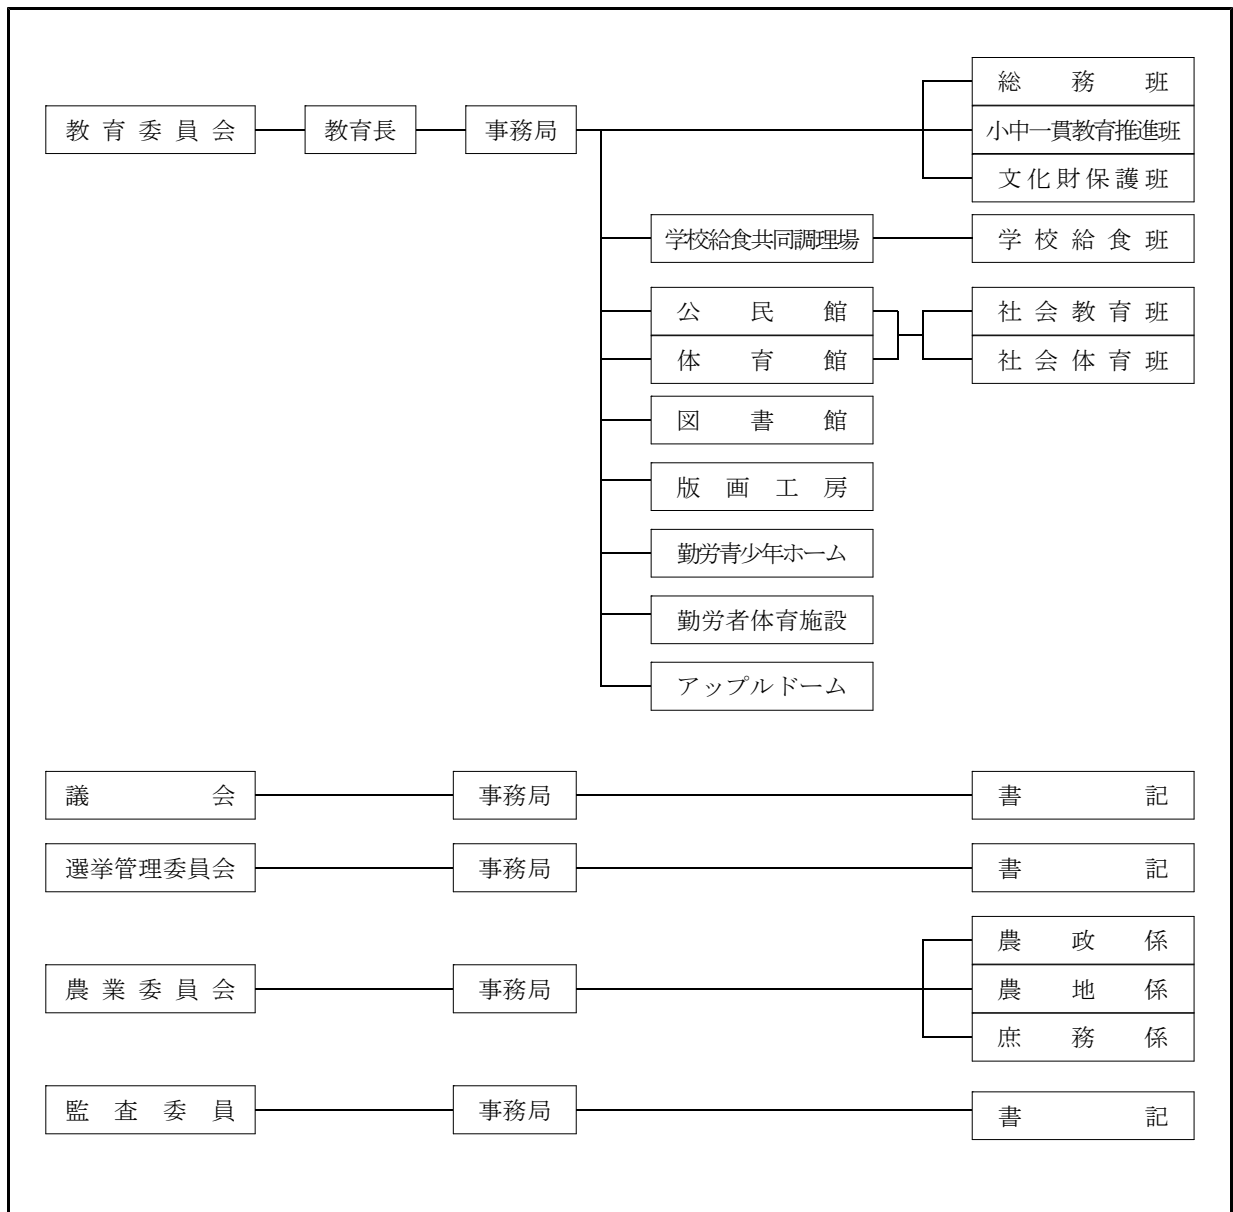 教育委員会 教育長 事務局 総務班
小中一貫教育推進班
文化財保護班
学校給食共同調理場 学校給食班
公民館 社会教育班
体育館 社会体育班
図書館
版画工房
勤労青少年ホーム
勤労者体育施設
アップルドーム
議会 事務局 書記
選挙管理委員会 事務局 書記
農政係
農業委員会 事務局 農地係
庶務係
監査委員 事務局 書記